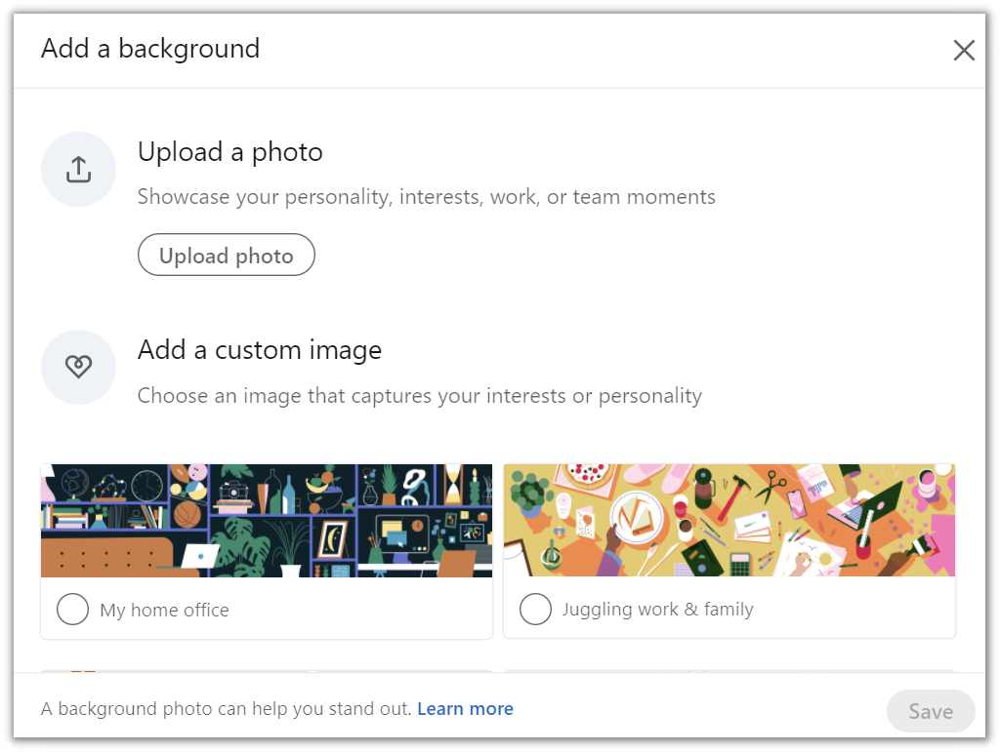 Add a background
Upload a photo
Showcase your personality, interests, work, or team moments
Upload photo
Add a custom image
Choose an image that captures your interests or personality
My home office
Juggling work & family
A background photo can help you stand out. Learn more
Save